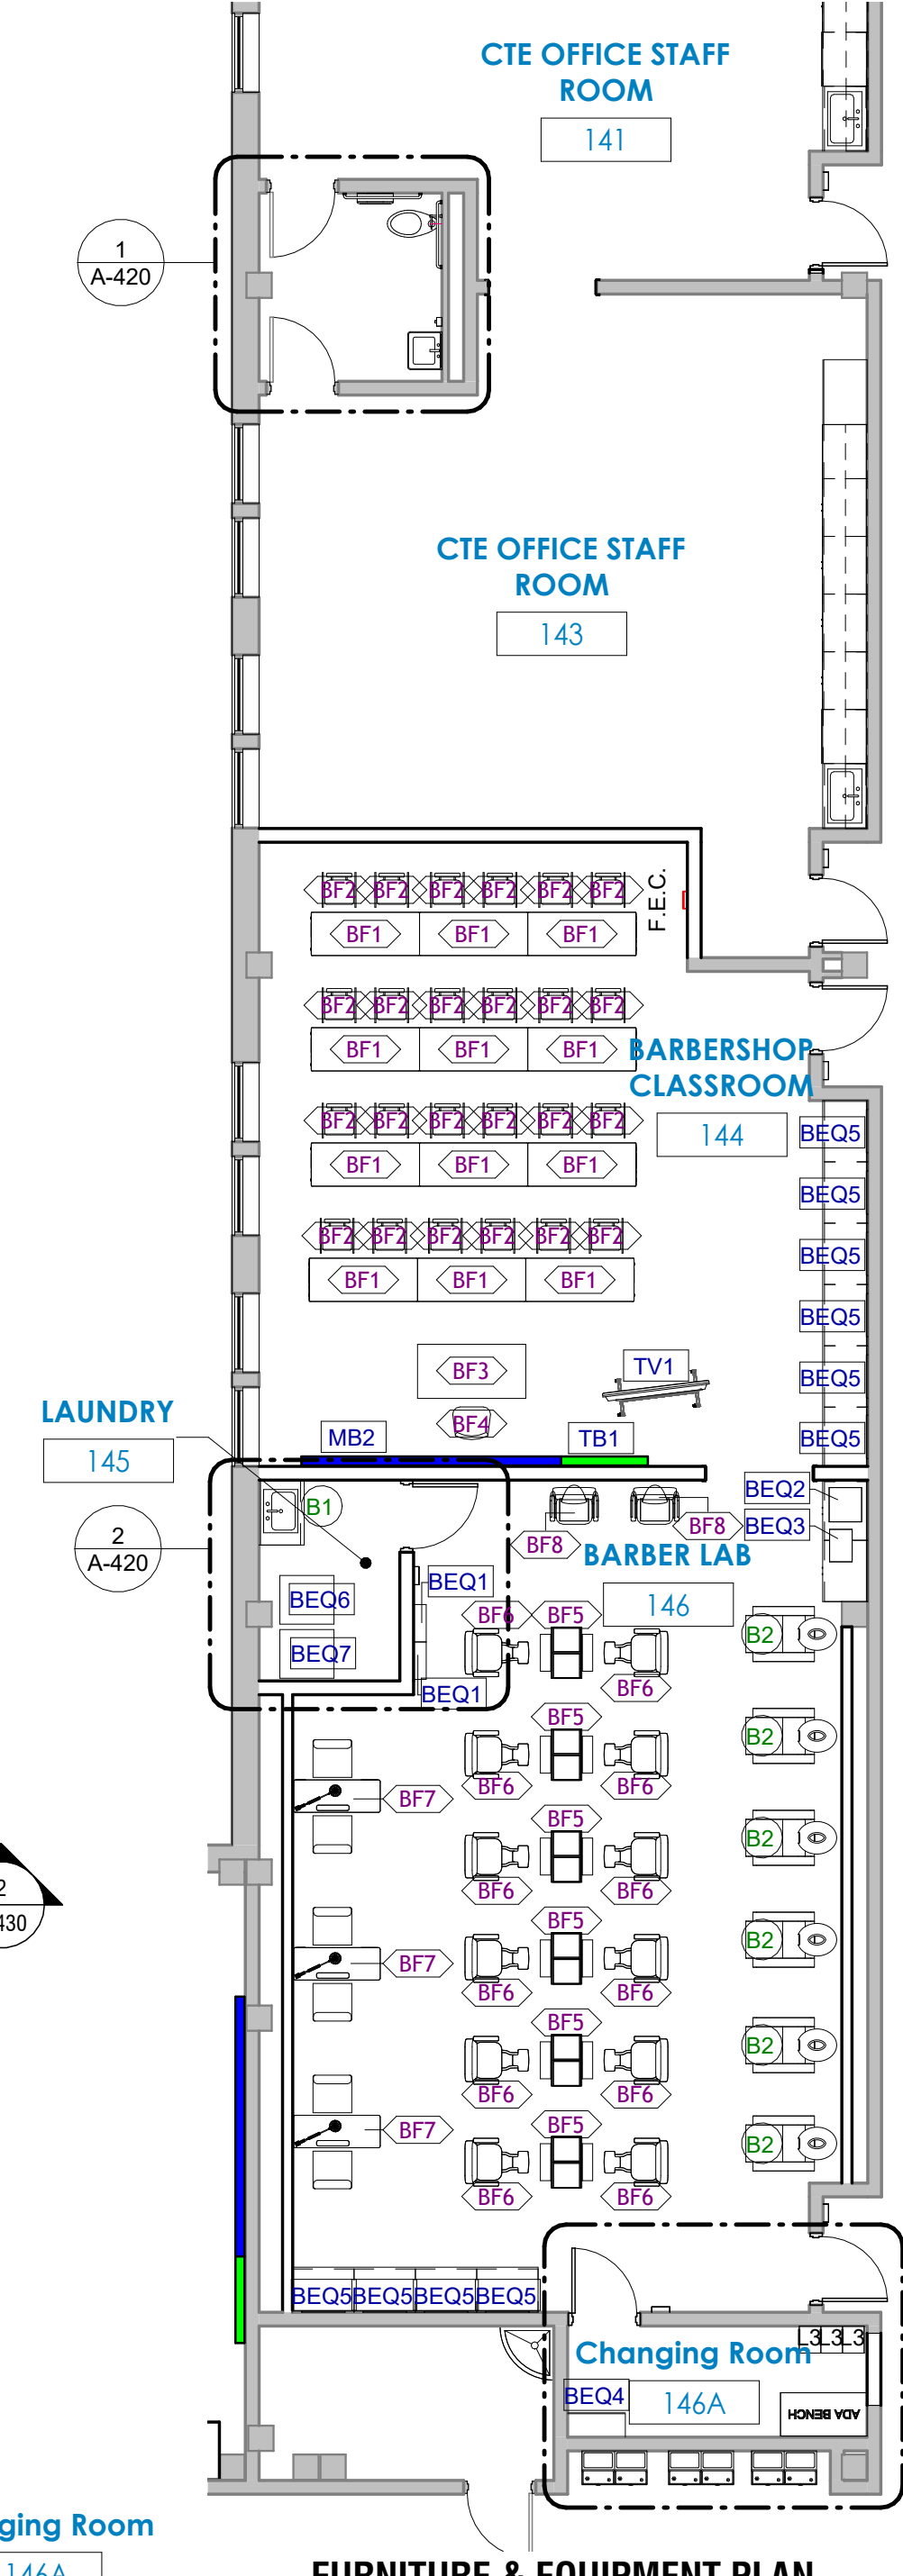 CTE OFFICE STAFF
ROOM
141
1
A-420
CTE OFFICE STAFF
ROOM
143
F.E.C.
BF2 BF2 BF2 BF2 BF2 BF2
BF1 BF1 BF1
BF2 BF2 BF2 BF2 BF2 BF2
BF1 BF1 BF1
BARBERSHOP
CLASSROOM
144
BF2 BF2 BF2 BF2 BF2 BF2
BF1 BF1 BF1
BEQ5
BEQ5
BF2 BF2 BF2 BF2 BF2 BF2
BF1 BF1 BF1
BEQ5
BEQ5
BF3
TV1
BEQ5
BF4
LAUNDRY
145
MB2
TB1
BEQ5
B1
BEQ2
2
A-420
BF8
BF8
BEQ3
BARBER LAB
146
BEQ6
BEQ1
BEQ7
BEQ1
BF6 BF5
B2
BF6
BF5
B2
BF6 BF6
BF7
BF5
B2
BF6 BF6
2
430
BF5
B2
BF7
BF6 BF6
BF5
B2
BF6 BF6
BF7
BF5
B2
BF6 BF6
BEQ5 BEQ5 BEQ5 BEQ5
L3 L3 L3
Changing Room
146A
BEQ4
ADA BENCH
ging Room
146A
FURNITURE & EQUIPMENT PLAN